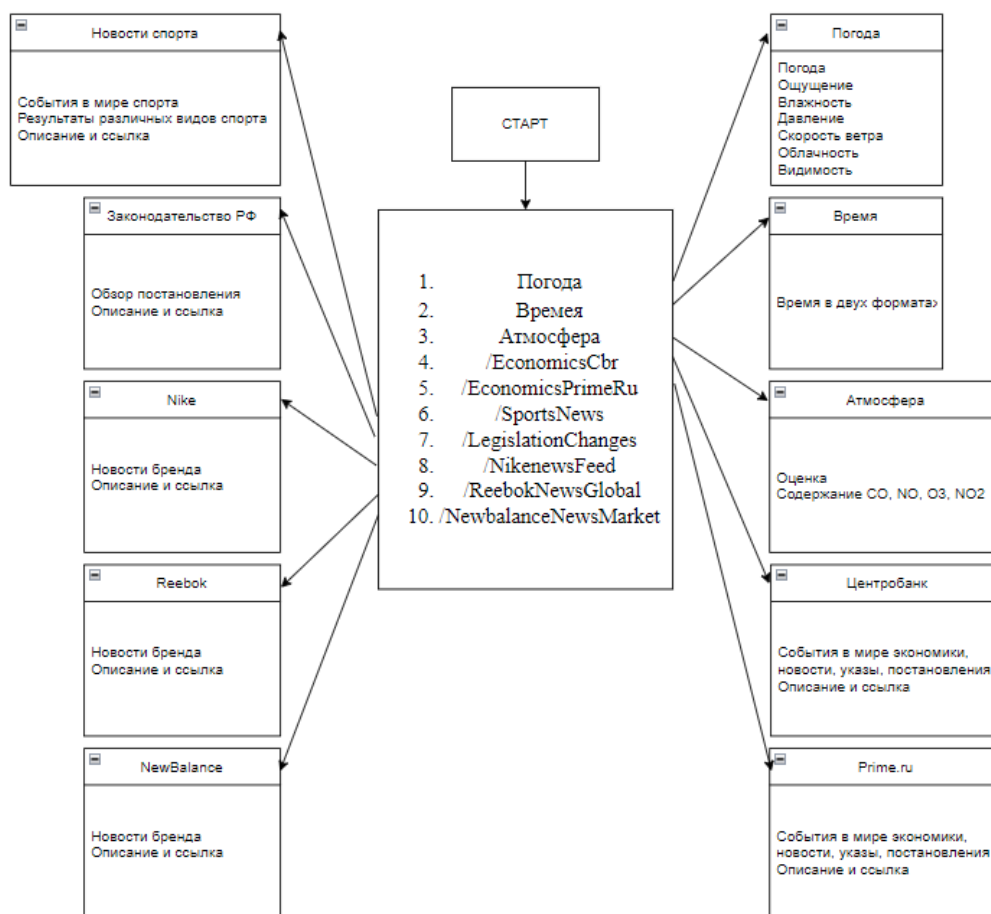 Новости спорта
События в мире спорта
Результаты различных видов спорта
Описание и ссылка
Законодательство РФ
Обзор постановления
Описание и ссылка
Nike
Новости бренда
Описание и ссылка
Reebok
Новости бренда
Описание и ссылка
NewBalance
Новости бренда
Описание и ссылка
СТАРТ
1. Погода
2. Времея
3. Атмосфера
4. /EconomicsCbr
5. /EconomicsPrimeRu
6. /SportsNews
7. /LegislationChanges
8. /NikenewsFeed
9. /ReebokNewsGlobal
10. /NewbalanceNewsMarket
Погода
Погода
Ощущение
Влажность
Давление
Скорость ветра
Облачность
Видимость
Время
Время в двух форматах
Атмосфера
Оценка
Содержание CO, NO, O3, NO2
Центробанк
События в мире экономики,
новости, указы, постановления
Описание и ссылка
Prime.ru
События в мире экономики,
новости, указы, постановления
Описание и ссылка